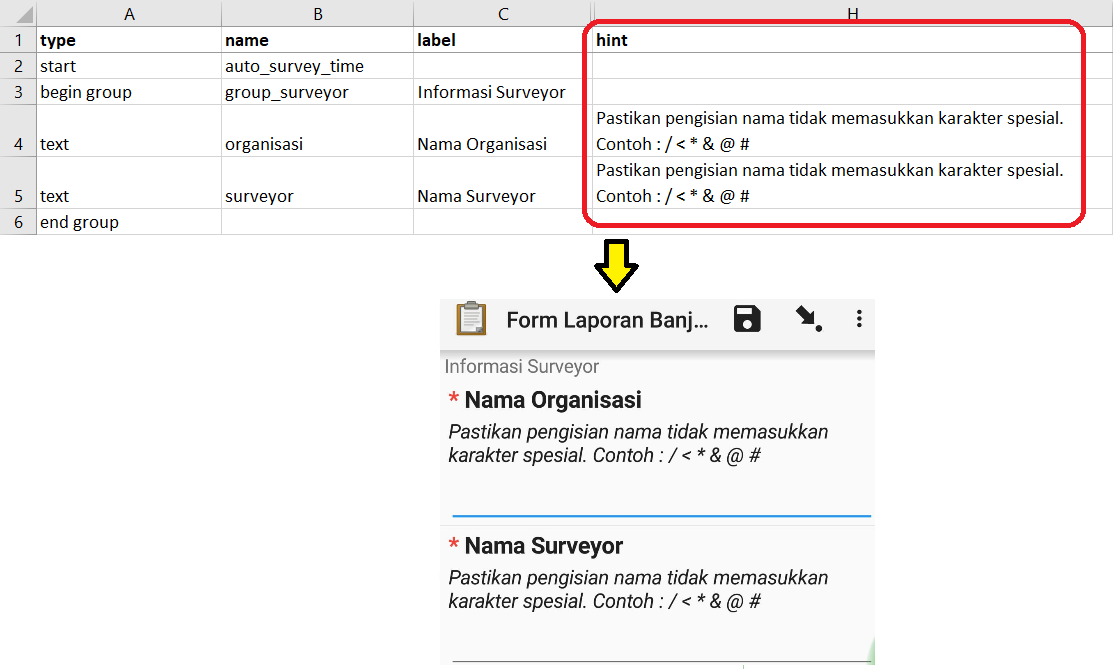 A B C H
1 type name label hint
2 start auto_survey_time
3 begin group group_surveyor Informasi Surveyor
Pastikan pengisian nama tidak memasukkan karakter spesial.
4 text organisasi Nama Organisasi Contoh : / < * & @ #
Pastikan pengisian nama tidak memasukkan karakter spesial.
5 text surveyor Nama Surveyor Contoh : / < * & @ #
6 end group
Form Laporan Banj...
Informasi Surveyor
* Nama Organisasi
Pastikan pengisian nama tidak memasukkan
karakter spesial. Contoh : / < * & @ #
* Nama Surveyor
Pastikan pengisian nama tidak memasukkan
karakter spesial. Contoh : / < * & @ #